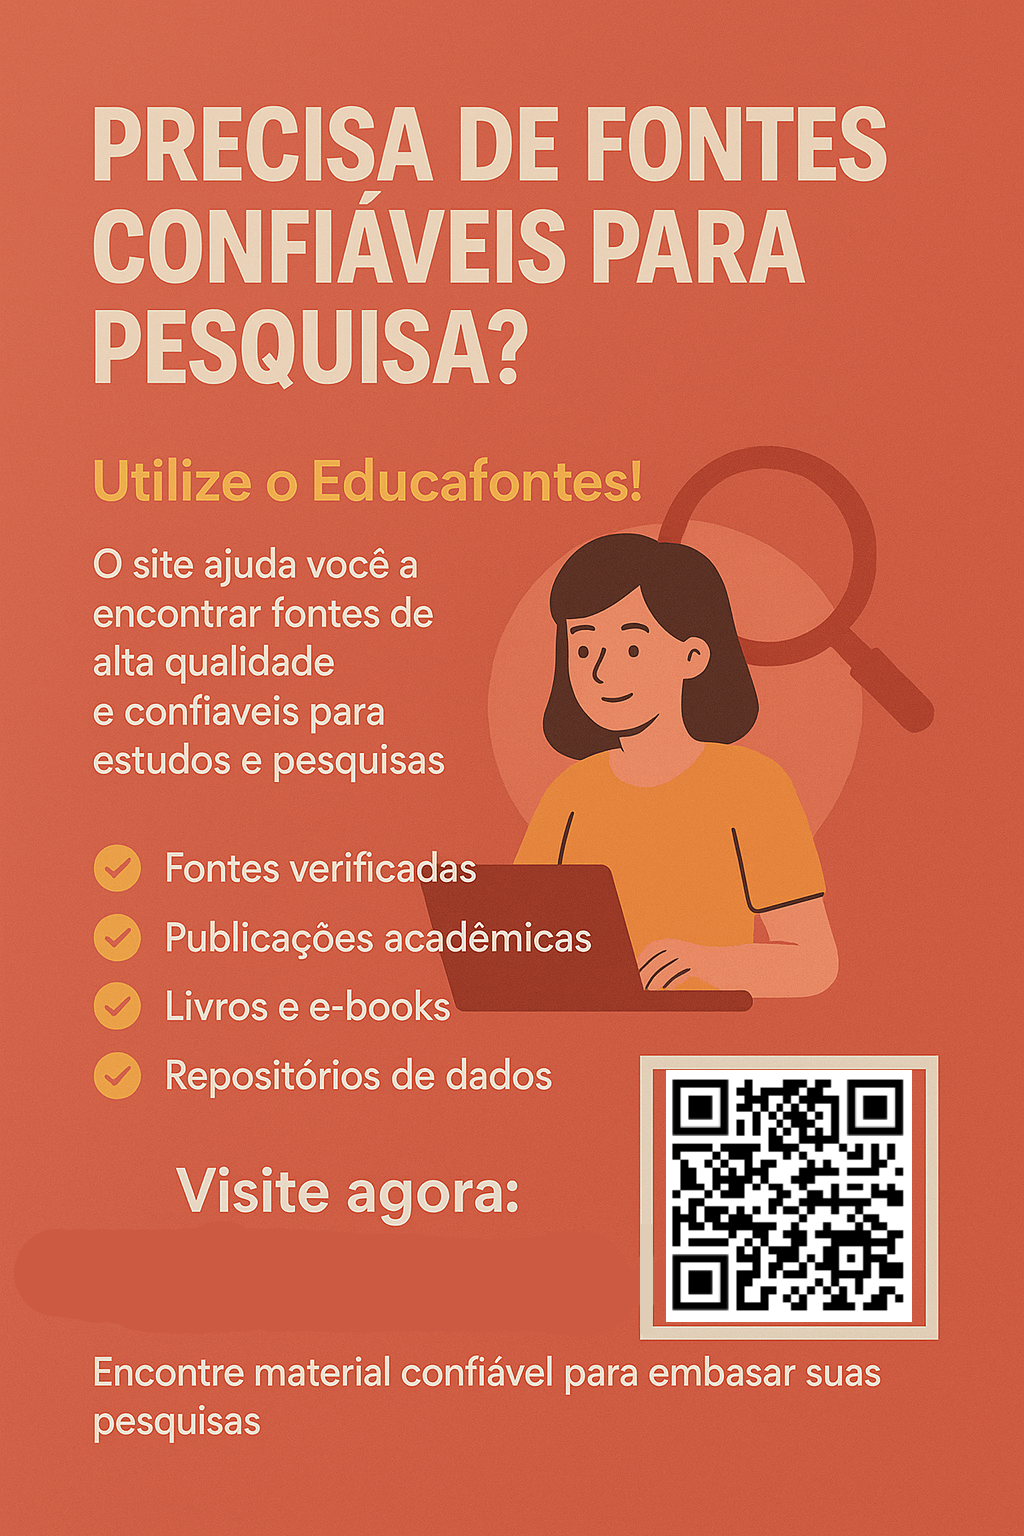 PRECISA DE FONTES
CONFIÁVEIS PARA
PESQUISA?
Utilize o Educafontes!
O site ajuda você a
encontrar fontes de
alta qualidade
e confiaveis para
estudos e pesquisas
Fontes verificadas
Publicações acadêmicas
Livros e e-books
Repositórios de dados
Visite agora:
Encontre material confiável para embasar suas
pesquisas